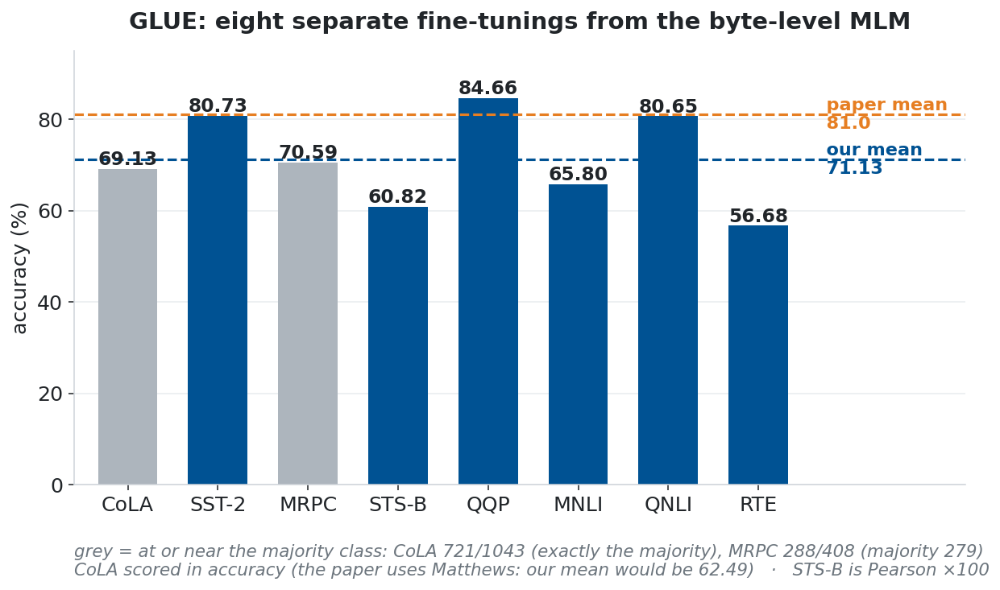 GLUE: eight separate fine-tunings from the byte-level MLM
accuracy (%)
80
60
40
20
0
69.13
80.73
70.59
60.82
84.66
65.80
80.65
56.68
paper mean
81.0
our mean
71.13
CoLA
SST-2
MRPC
STS-B
QQP
MNLI
QNLI
RTE
grey = at or near the majority class: CoLA 721/1043 (exactly the majority), MRPC 288/408 (majority 279)
CoLA scored in accuracy (the paper uses Matthews: our mean would be 62.49) · STS-B is Pearson ×100